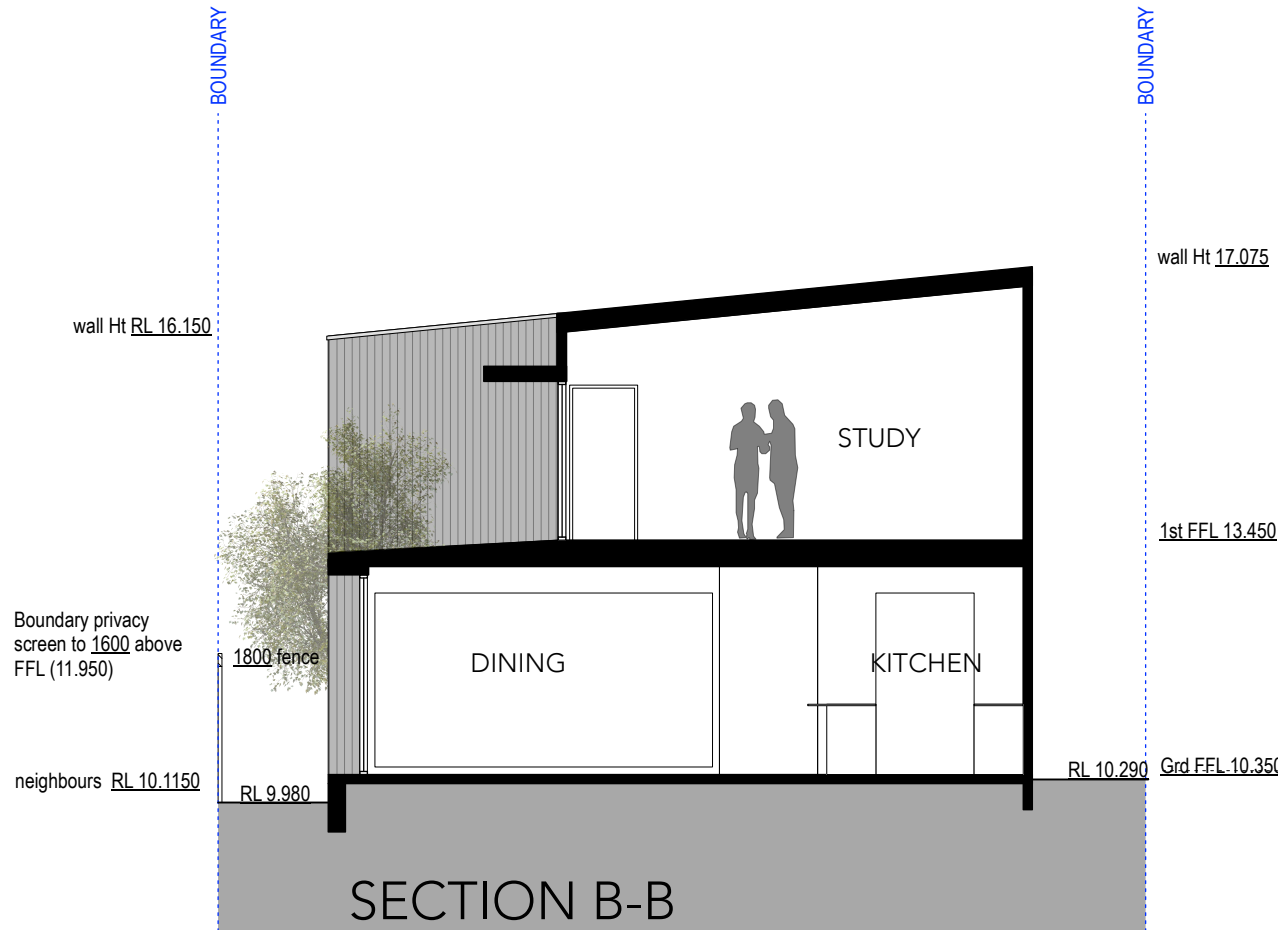 BOUNDARY
BOUNDARY
wall Ht 17.075
wall Ht RL 16.150
STUDY
1st FFL 13.450
Boundary privacy
screen to 1600 above
FFL (11.950)
1800 fence
DINING
KITCHEN
neighbours RL 10.1150
RL 9.980
RL 10.290
Grd FFL 10.350
SECTION B-B